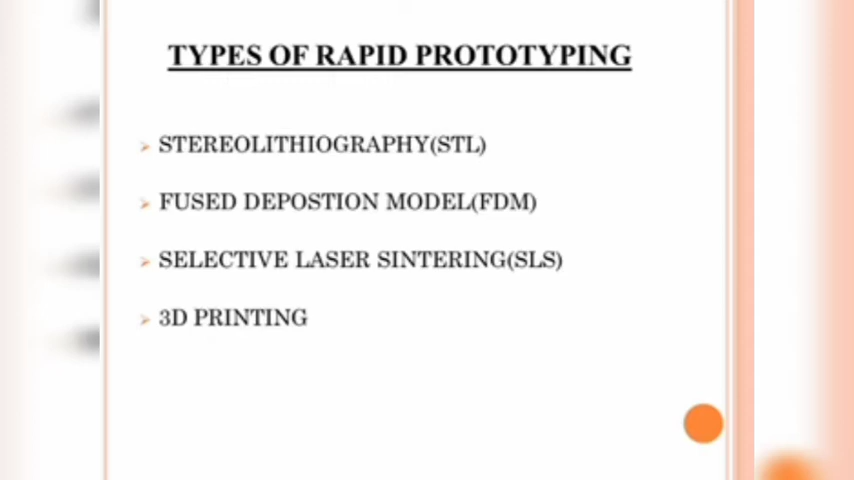 TYPES OF RAPID PROTOTYPING
STEREOLITHIOGRAPHY(STL)
FUSED DEPOSTION MODEL(FDM)
SELECTIVE LASER SINTERING(SLS)
3D PRINTING